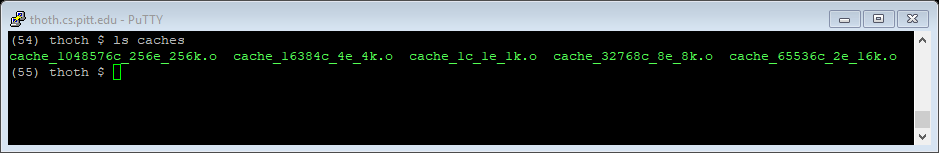 thoth.cs.pitt.edu - PuTTY
(54) thoth $ ls caches
cache_1048576c_256e_256k.o  cache_16384c_4e_4k.o  cache_1c_1e_1k.o  cache_32768c_8e_8k.o  cache_65536c_2e_16k.o
(55) thoth $